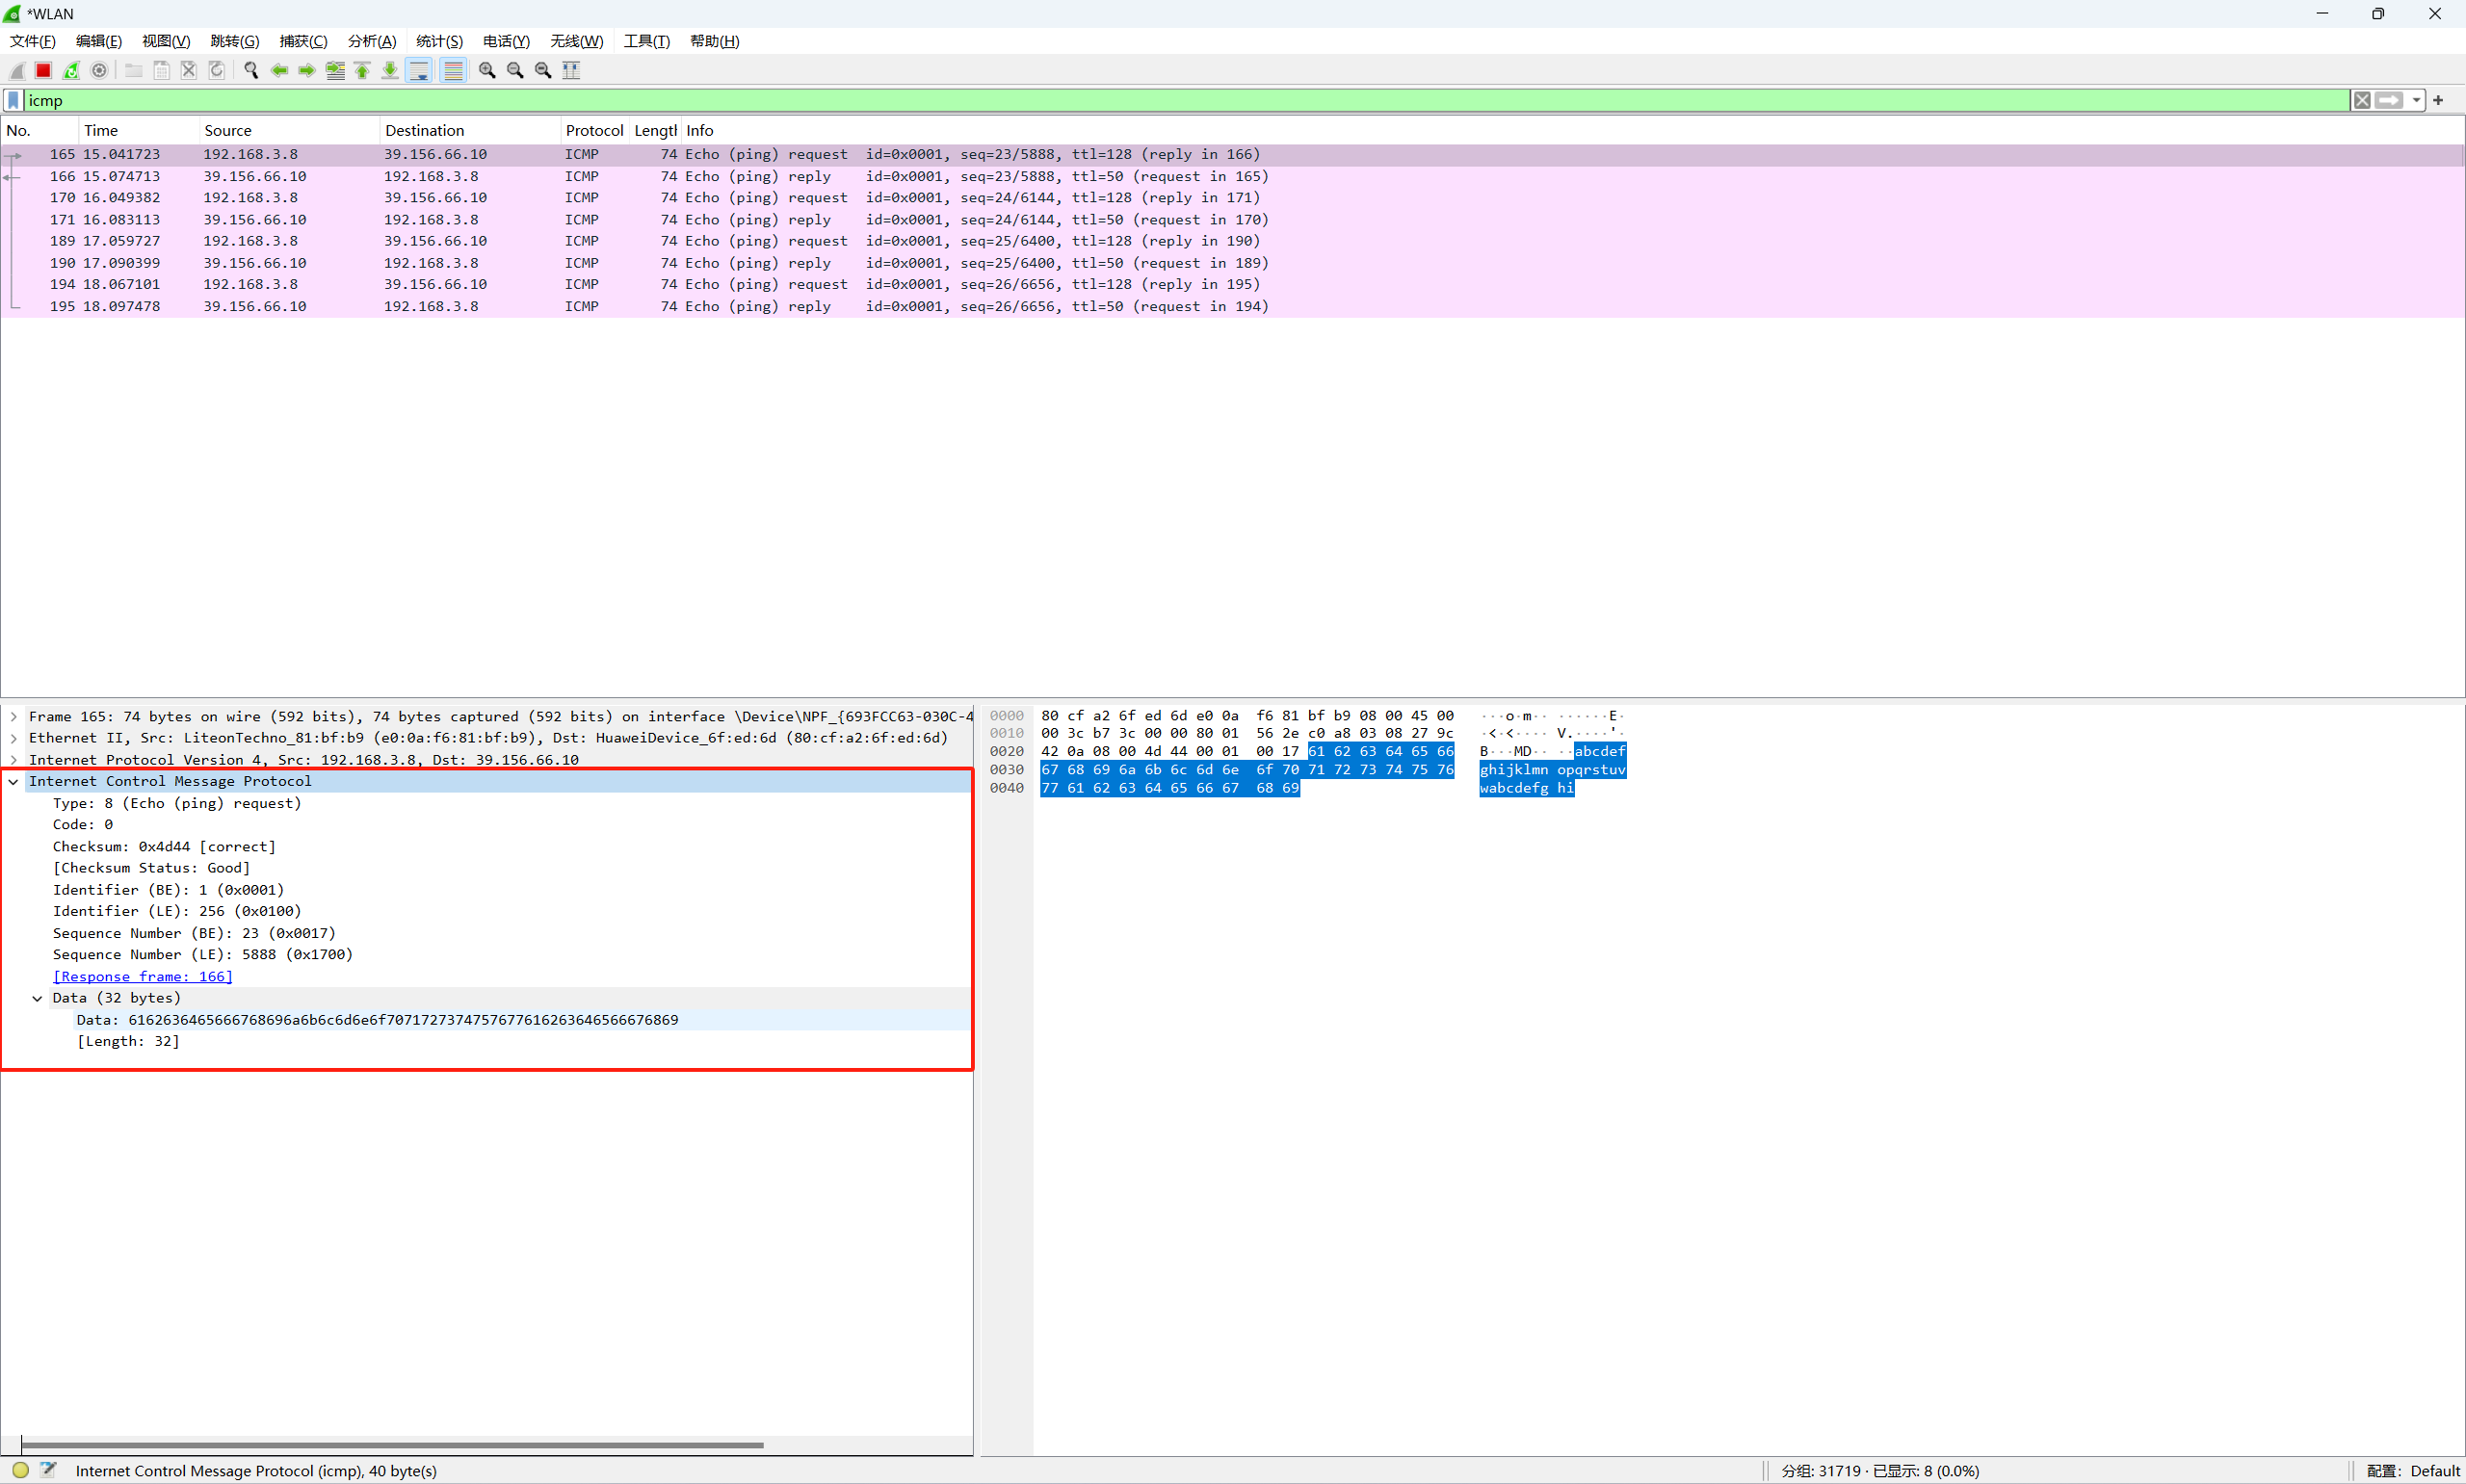 *WLAN
文件(F) 编辑(E) 视图(V) 跳转(G) 捕获(C) 分析(A) 统计(S) 电话(Y) 无线(W) 工具(T) 帮助(H)
icmp
No. Time Source Destination Protocol Length Info
165 15.041723 192.168.3.8 39.156.66.10 ICMP 74 Echo (ping) request id=0x0001, seq=23/5888, ttl=128 (reply in 166)
166 15.074713 39.156.66.10 192.168.3.8 ICMP 74 Echo (ping) reply id=0x0001, seq=23/5888, ttl=50 (request in 165)
170 16.049382 192.168.3.8 39.156.66.10 ICMP 74 Echo (ping) request id=0x0001, seq=24/6144, ttl=128 (reply in 171)
171 16.083113 39.156.66.10 192.168.3.8 ICMP 74 Echo (ping) reply id=0x0001, seq=24/6144, ttl=50 (request in 170)
189 17.059727 192.168.3.8 39.156.66.10 ICMP 74 Echo (ping) request id=0x0001, seq=25/6400, ttl=128 (reply in 190)
190 17.090399 39.156.66.10 192.168.3.8 ICMP 74 Echo (ping) reply id=0x0001, seq=25/6400, ttl=50 (request in 189)
194 18.067101 192.168.3.8 39.156.66.10 ICMP 74 Echo (ping) request id=0x0001, seq=26/6656, ttl=128 (reply in 195)
195 18.097478 39.156.66.10 192.168.3.8 ICMP 74 Echo (ping) reply id=0x0001, seq=26/6656, ttl=50 (request in 194)
Frame 165: 74 bytes on wire (592 bits), 74 bytes captured (592 bits) on interface \Device\NPF_{693FCC63-030C-4
Ethernet II, Src: LiteonTechno_81:bf:b9 (e0:0a:f6:81:bf:b9), Dst: HuaweiDevice_6f:ed:6d (80:cf:a2:6f:ed:6d)
Internet Protocol Version 4, Src: 192.168.3.8, Dst: 39.156.66.10
Internet Control Message Protocol
Type: 8 (Echo (ping) request)
Code: 0
Checksum: 0x4d44 [correct]
[Checksum Status: Good]
Identifier (BE): 1 (0x0001)
Identifier (LE): 256 (0x0100)
Sequence Number (BE): 23 (0x0017)
Sequence Number (LE): 5888 (0x1700)
[Response frame: 166]
Data (32 bytes)
Data: 6162636465666768696a6b6c6d6e6f7071727374757677616263646566676869
[Length: 32]
0000 80 cf a2 6f ed 6d e0 0a f6 81 bf b9 08 00 45 00 ···o·m·· ······E·
0010 00 3c b7 3c 00 00 80 01 56 2e c0 a8 03 08 27 9c ·<·<···· V.····'·
0020 42 0a 08 00 4d 44 00 01 00 17 61 62 63 64 65 66 B···MD·· ··abcdef
0030 67 68 69 6a 6b 6c 6d 6e 6f 70 71 72 73 74 75 76 ghijklmn opqrstuv
0040 77 61 62 63 64 65 66 67 68 69 wabcdefg hi
Internet Control Message Protocol (icmp), 40 byte(s) 分组: 31719 · 已显示: 8 (0.0%) 配置: Default